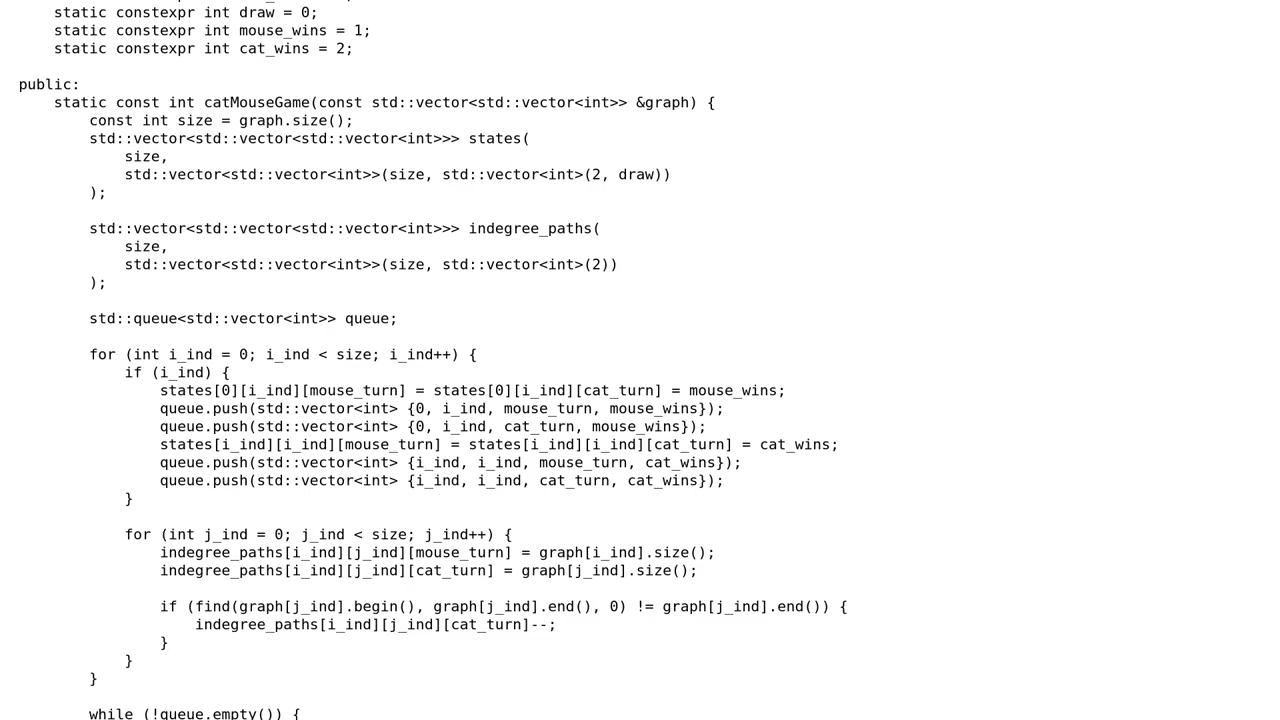 static constexpr int draw = 0;
static constexpr int mouse_wins = 1;
static constexpr int cat_wins = 2;
public:
static const int catMouseGame(const std::vector<std::vector<int>> &graph) {
const int size = graph.size();
std::vector<std::vector<std::vector<int>>> states(
size,
std::vector<std::vector<int>>(size, std::vector<int>(2, draw))
);
std::vector<std::vector<std::vector<int>>> indegree_paths(
size,
std::vector<std::vector<int>>(size, std::vector<int>(2))
);
std::queue<std::vector<int>> queue;
for (int i_ind = 0; i_ind < size; i_ind++) {
if (i_ind) {
states[0][i_ind][mouse_turn] = states[0][i_ind][cat_turn] = mouse_wins;
queue.push(std::vector<int> {0, i_ind, mouse_turn, mouse_wins});
queue.push(std::vector<int> {0, i_ind, cat_turn, mouse_wins});
states[i_ind][i_ind][mouse_turn] = states[i_ind][i_ind][cat_turn] = cat_wins;
queue.push(std::vector<int> {i_ind, i_ind, mouse_turn, cat_wins});
queue.push(std::vector<int> {i_ind, i_ind, cat_turn, cat_wins});
}
for (int j_ind = 0; j_ind < size; j_ind++) {
indegree_paths[i_ind][j_ind][mouse_turn] = graph[i_ind].size();
indegree_paths[i_ind][j_ind][cat_turn] = graph[j_ind].size();
if (find(graph[j_ind].begin(), graph[j_ind].end(), 0) != graph[j_ind].end()) {
indegree_paths[i_ind][j_ind][cat_turn]--;
}
}
}
while (!queue.empty()) {